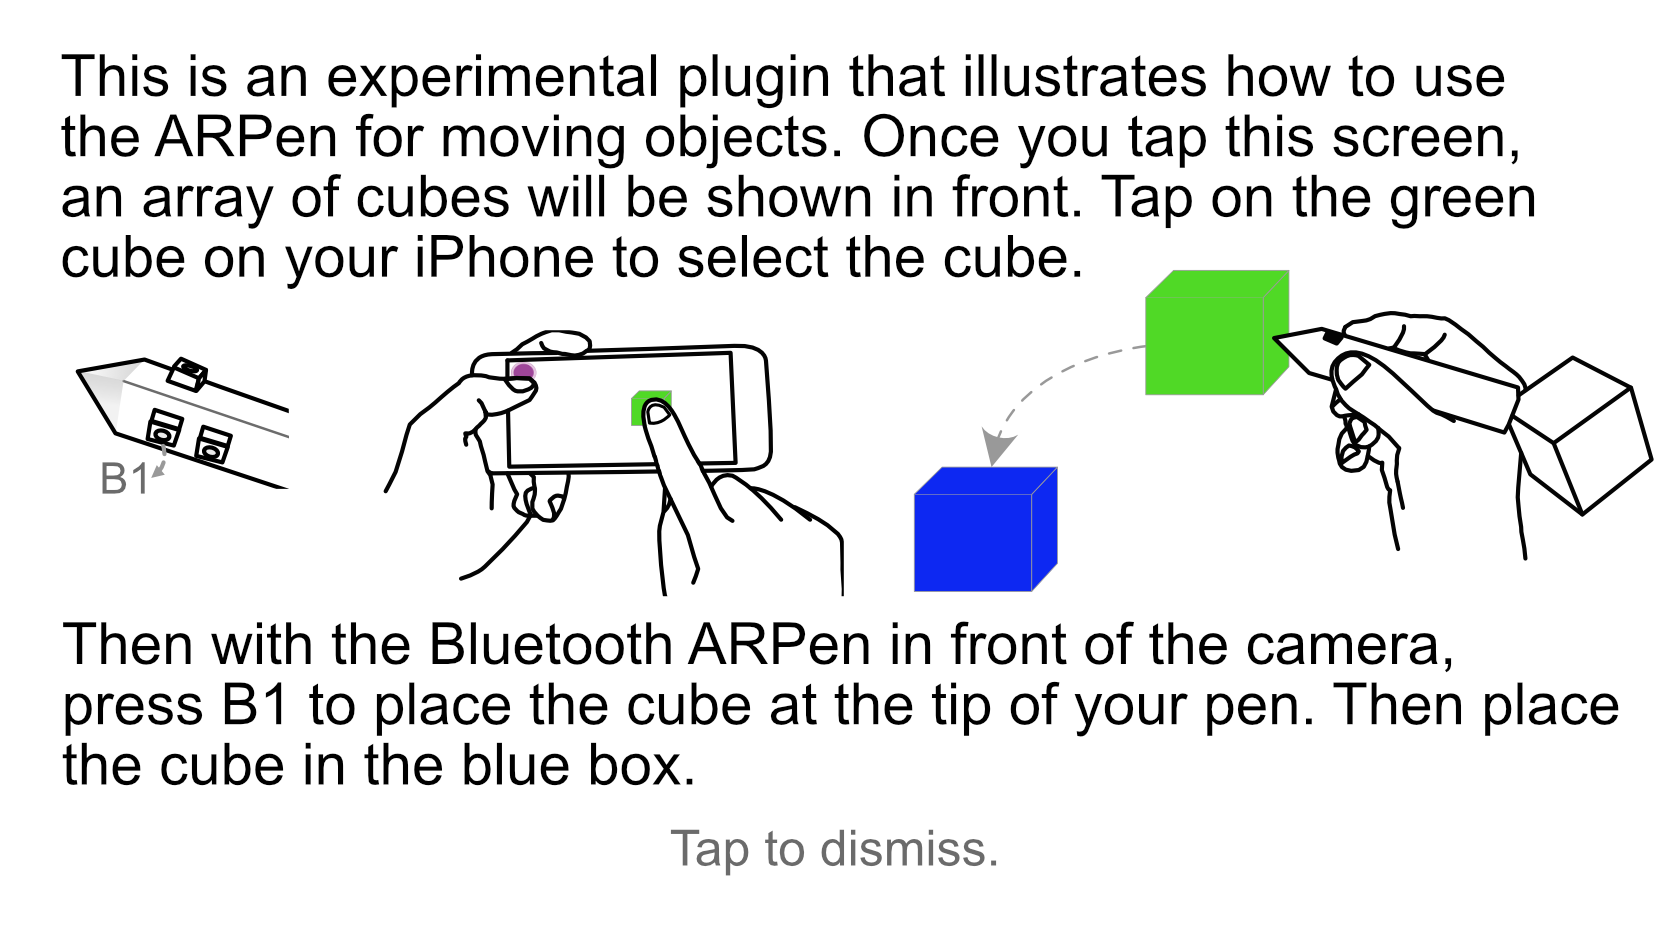 This is an experimental plugin that illustrates how to use
the ARPen for moving objects. Once you tap this screen,
an array of cubes will be shown in front. Tap on the green
cube on your iPhone to select the cube.
B1
Then with the Bluetooth ARPen in front of the camera,
press B1 to place the cube at the tip of your pen. Then place
the cube in the blue box.
Tap to dismiss.